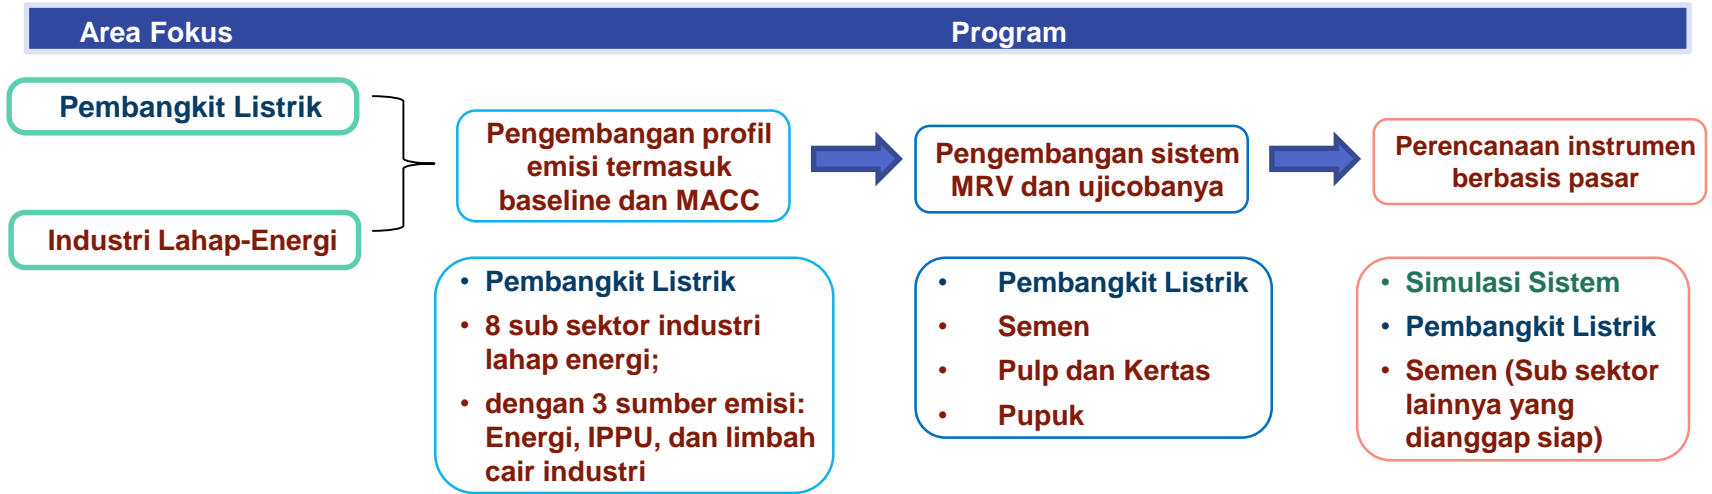 Area Fokus
Program
Pembangkit Listrik
Industri Lahap-Energi
Pengembangan profil
emisi termasuk
baseline dan MACC
Pengembangan sistem
MRV dan ujicobanya
Perencanaan instrumen
berbasis pasar
• Pembangkit Listrik
• 8 sub sektor industri
lahap energi;
• dengan 3 sumber emisi:
Energi, IPPU, dan limbah
cair industri
• Pembangkit Listrik
• Semen
• Pulp dan Kertas
• Pupuk
• Simulasi Sistem
• Pembangkit Listrik
• Semen (Sub sektor
lainnya yang
dianggap siap)